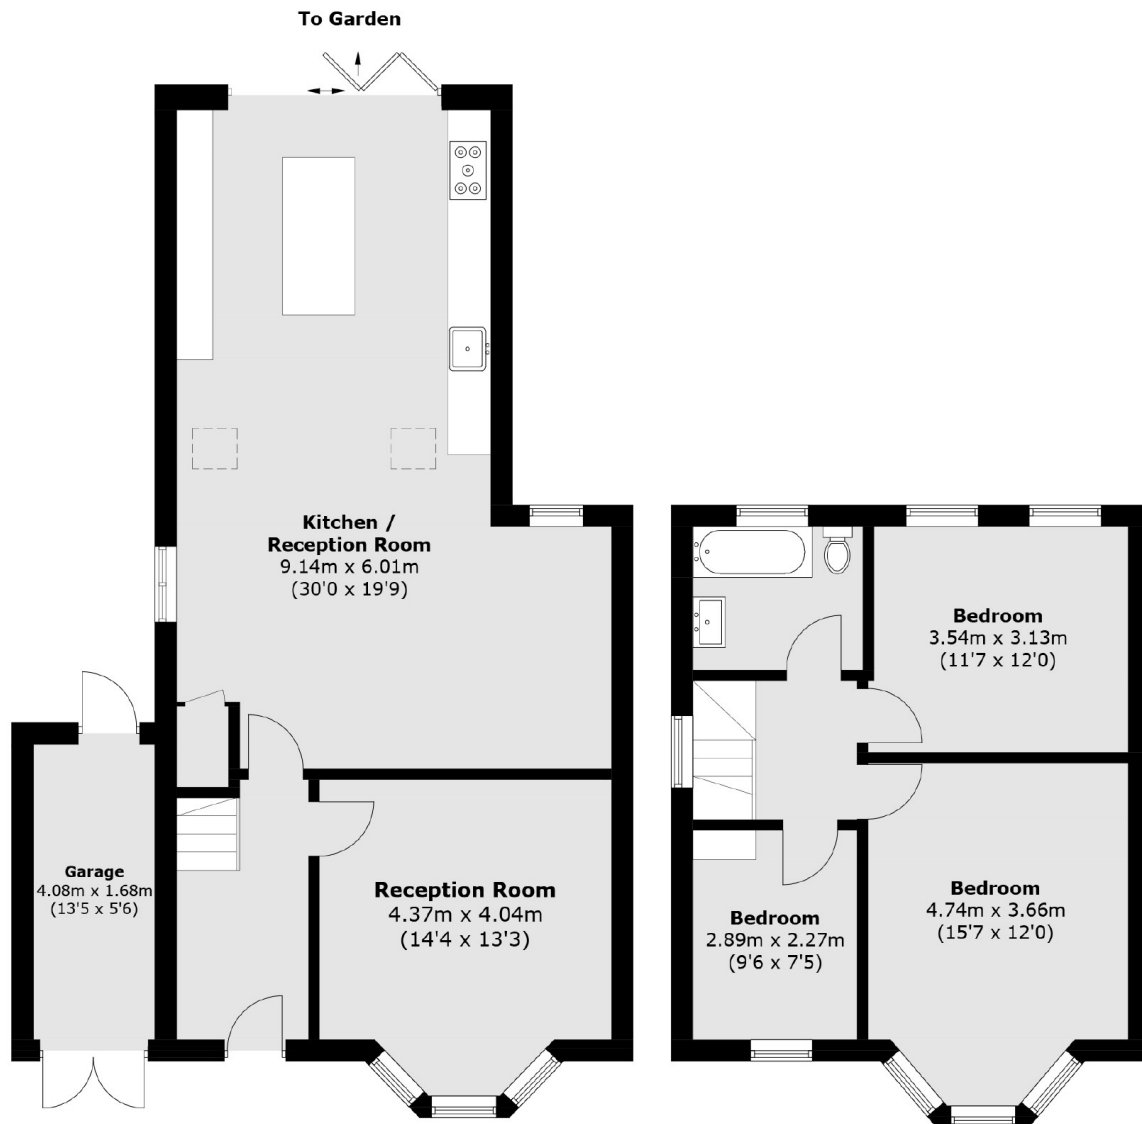 To Garden
Kitchen /
Reception Room
9.14m x 6.01m
(30'0 x 19'9)
Bedroom
3.54m x 3.13m
(11'7 x 12'0)
Garage
4.08m x 1.68m
(13'5 x 5'6)
Reception Room
4.37m x 4.04m
(14'4 x 13'3)
Bedroom
2.89m x 2.27m
(9'6 x 7'5)
Bedroom
4.74m x 3.66m
(15'7 x 12'0)